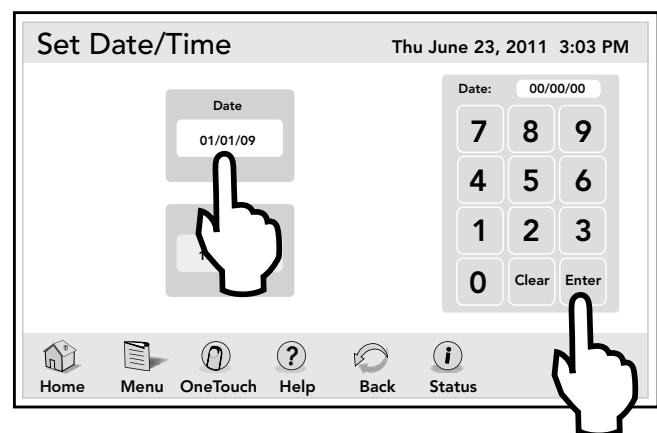 Set Date/Time
Thu June 23, 2011 3:03 PM
Date
01/01/09
Date: 00/00/00
7 8 9
4 5 6
1 2 3
0 Clear Enter
Home Menu OneTouch Help Back Status